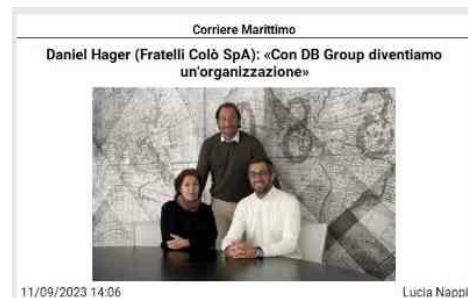 Corriere Marittimo
Daniel Hager (Fratelli Colò SpA): «Con DB Group diventiamo
un'organizzazione»
11/09/2023 14:06
Lucia Nappi